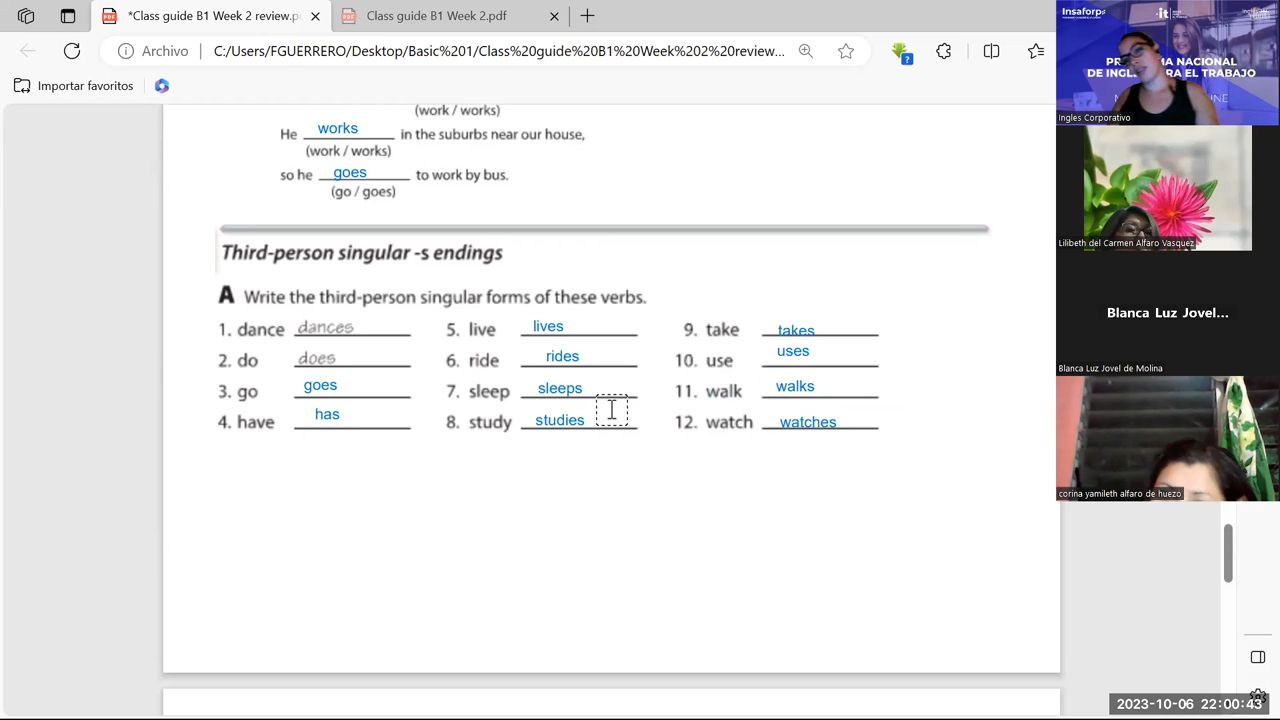 *Class guide B1 Week 2 review.p
Class guide B1 Week 2.pdf
Archivo
C:/Users/FGUERRERO/Desktop/Basic%201/Class%20guide%20B1%20Week%202%20review...
Importar favoritos
(work / works)
He works in the suburbs near our house,
(work / works)
so he goes to work by bus.
(go / goes)
Third-person singular -s endings
A Write the third-person singular forms of these verbs.
1. dance dances 5. live lives 9. take takes
2. do does 6. ride rides 10. use uses
3. go goes 7. sleep sleeps 11. walk walks
4. have has 8. study studies 12. watch watches
Insaforp
Ingles Corporativo
Lilibeth del Carmen Alfaro Vasquez
Blanca Luz Jovel...
Blanca Luz Jovel de Molina
corina yamileth alfaro de huezo
2023-10-06 22:00:43